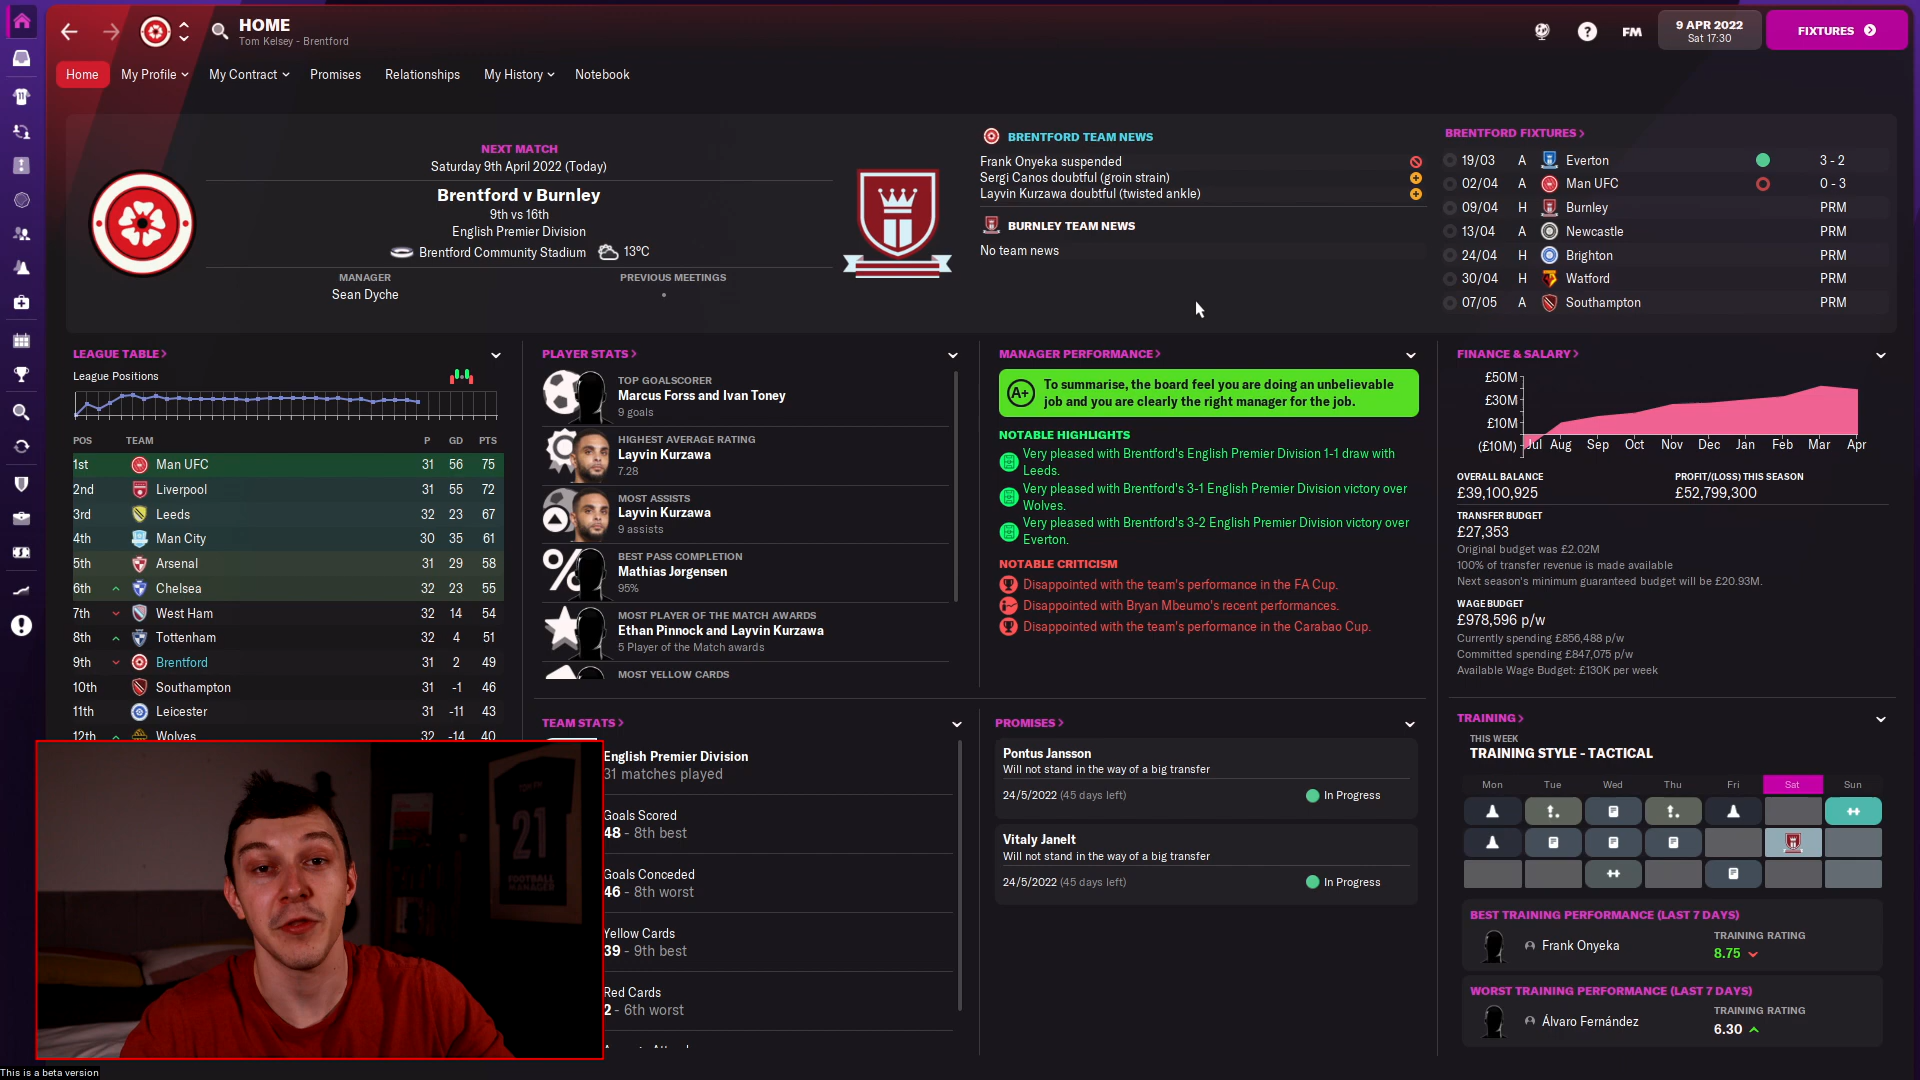 HOME
Tom Kelsey - Brentford
FM
9 APR 2022
Sat 17:30
FIXTURES
Home
My Profile
My Contract
Promises
Relationships
My History
Notebook
NEXT MATCH
Saturday 9th April 2022 (Today)
Brentford v Burnley
9th vs 16th
English Premier Division
Brentford Community Stadium
13ºC
MANAGER
Sean Dyche
PREVIOUS MEETINGS
BRENTFORD TEAM NEWS
Frank Onyeka suspended
Sergi Canos doubtful (groin strain)
Layvin Kurzawa doubtful (twisted ankle)
BURNLEY TEAM NEWS
No team news
BRENTFORD FIXTURES
19/03 A Everton 3 - 2
02/04 A Man UFC 0 - 3
09/04 H Burnley PRM
13/04 A Newcastle PRM
24/04 H Brighton PRM
30/04 H Watford PRM
07/05 A Southampton PRM
LEAGUE TABLE
League Positions
POS TEAM P GD PTS
1st Man UFC 31 56 75
2nd Liverpool 31 55 72
3rd Leeds 32 23 67
4th Man City 30 35 61
5th Arsenal 31 29 58
6th Chelsea 32 23 55
7th West Ham 32 14 54
8th Tottenham 32 4 51
9th Brentford 31 2 49
10th Southampton 31 -1 46
11th Leicester 31 -11 43
12th Wolves 32 -14 40
PLAYER STATS
TOP GOALSCORER
Marcus Forss and Ivan Toney
9 goals
HIGHEST AVERAGE RATING
Layvin Kurzawa
7.28
MOST ASSISTS
Layvin Kurzawa
9 assists
BEST PASS COMPLETION
Mathias Jørgensen
95%
MOST PLAYER OF THE MATCH AWARDS
Ethan Pinnock and Layvin Kurzawa
5 Player of the Match awards
MOST YELLOW CARDS
MANAGER PERFORMANCE
A+
To summarise, the board feel you are doing an unbelievable
job and you are clearly the right manager for the job.
NOTABLE HIGHLIGHTS
Very pleased with Brentford's English Premier Division 1-1 draw with
Leeds.
Very pleased with Brentford's 3-1 English Premier Division victory over
Wolves.
Very pleased with Brentford's 3-2 English Premier Division victory over
Everton.
NOTABLE CRITICISM
Disappointed with the team's performance in the FA Cup.
Disappointed with Bryan Mbeumo's recent performances.
Disappointed with the team's performance in the Carabao Cup.
FINANCE & SALARY
£50M
£30M
£10M
(£10M)
Jul Aug Sep Oct Nov Dec Jan Feb Mar Apr
OVERALL BALANCE
£39,100,925
PROFIT/(LOSS) THIS SEASON
£52,799,300
TRANSFER BUDGET
£27,353
Original budget was £2.02M
100% of transfer revenue is made available
Next season's minimum guaranteed budget will be £20.93M.
WAGE BUDGET
£978,596 p/w
Currently spending £856,488 p/w
Committed spending £847,075 p/w
Available Wage Budget: £130K per week
TEAM STATS
English Premier Division
31 matches played
Goals Scored
48 - 8th best
Goals Conceded
46 - 8th worst
Yellow Cards
39 - 9th best
Red Cards
2 - 6th worst
PROMISES
Pontus Jansson
Will not stand in the way of a big transfer
24/5/2022 (45 days left)
In Progress
Vitaly Janelt
Will not stand in the way of a big transfer
24/5/2022 (45 days left)
In Progress
TRAINING
THIS WEEK
TRAINING STYLE - TACTICAL
Mon Tue Wed Thu Fri Sat Sun
BEST TRAINING PERFORMANCE (LAST 7 DAYS)
Frank Onyeka
TRAINING RATING
8.75
WORST TRAINING PERFORMANCE (LAST 7 DAYS)
Álvaro Fernández
TRAINING RATING
6.30
21
FOOTBALL
MANAGER
This is a beta version